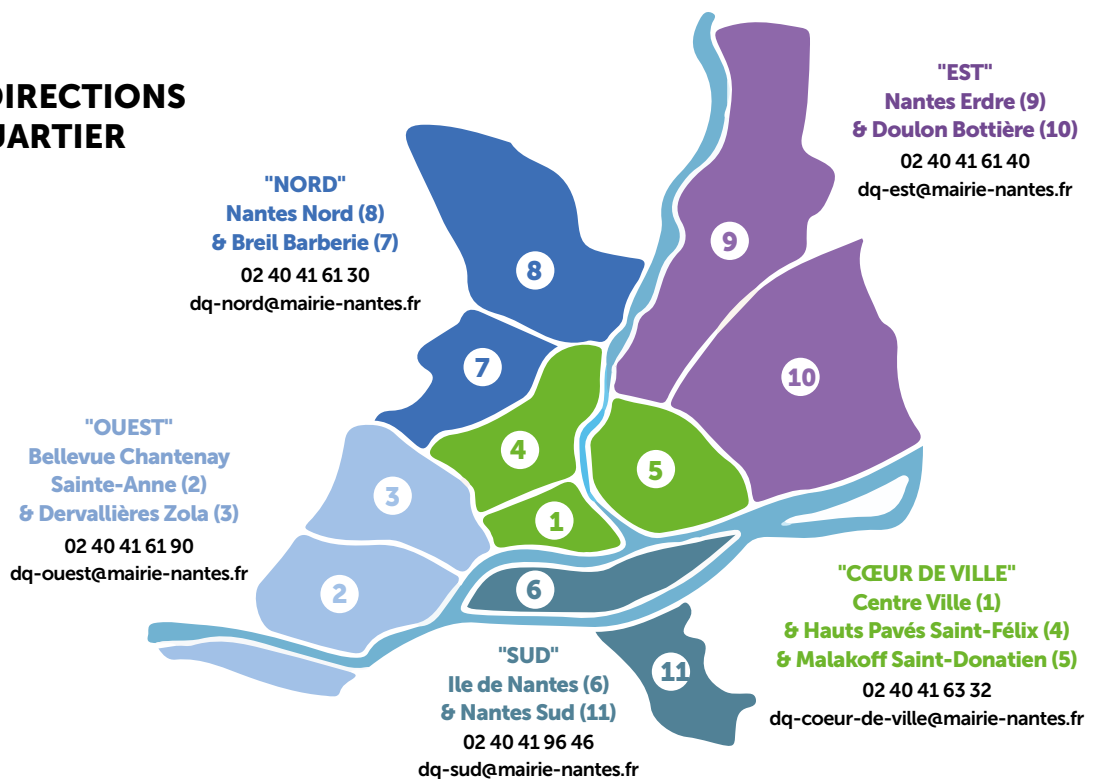 UARTIER
"EST"
Nantes Erdre (9)
& Doulon Bottière (10)
02 40 41 61 40
dq-est@mairie-nantes.fr
"NORD"
Nantes Nord (8)
& Breil Barberie (7)
02 40 41 61 30
dq-nord@mairie-nantes.fr
9
8
7
10
4
5
"OUEST"
Bellevue Chantenay
Sainte-Anne (2)
& Dervallières Zola (3)
02 40 41 61 90
dq-ouest@mairie-nantes.fr
3
1
2
6
11
"CŒUR DE VILLE"
Centre Ville (1)
& Hauts Pavés Saint-Félix (4)
& Malakoff Saint-Donatien (5)
02 40 41 63 32
dq-coeur-de-ville@mairie-nantes.fr
"SUD"
Ile de Nantes (6)
& Nantes Sud (11)
02 40 41 96 46
dq-sud@mairie-nantes.fr